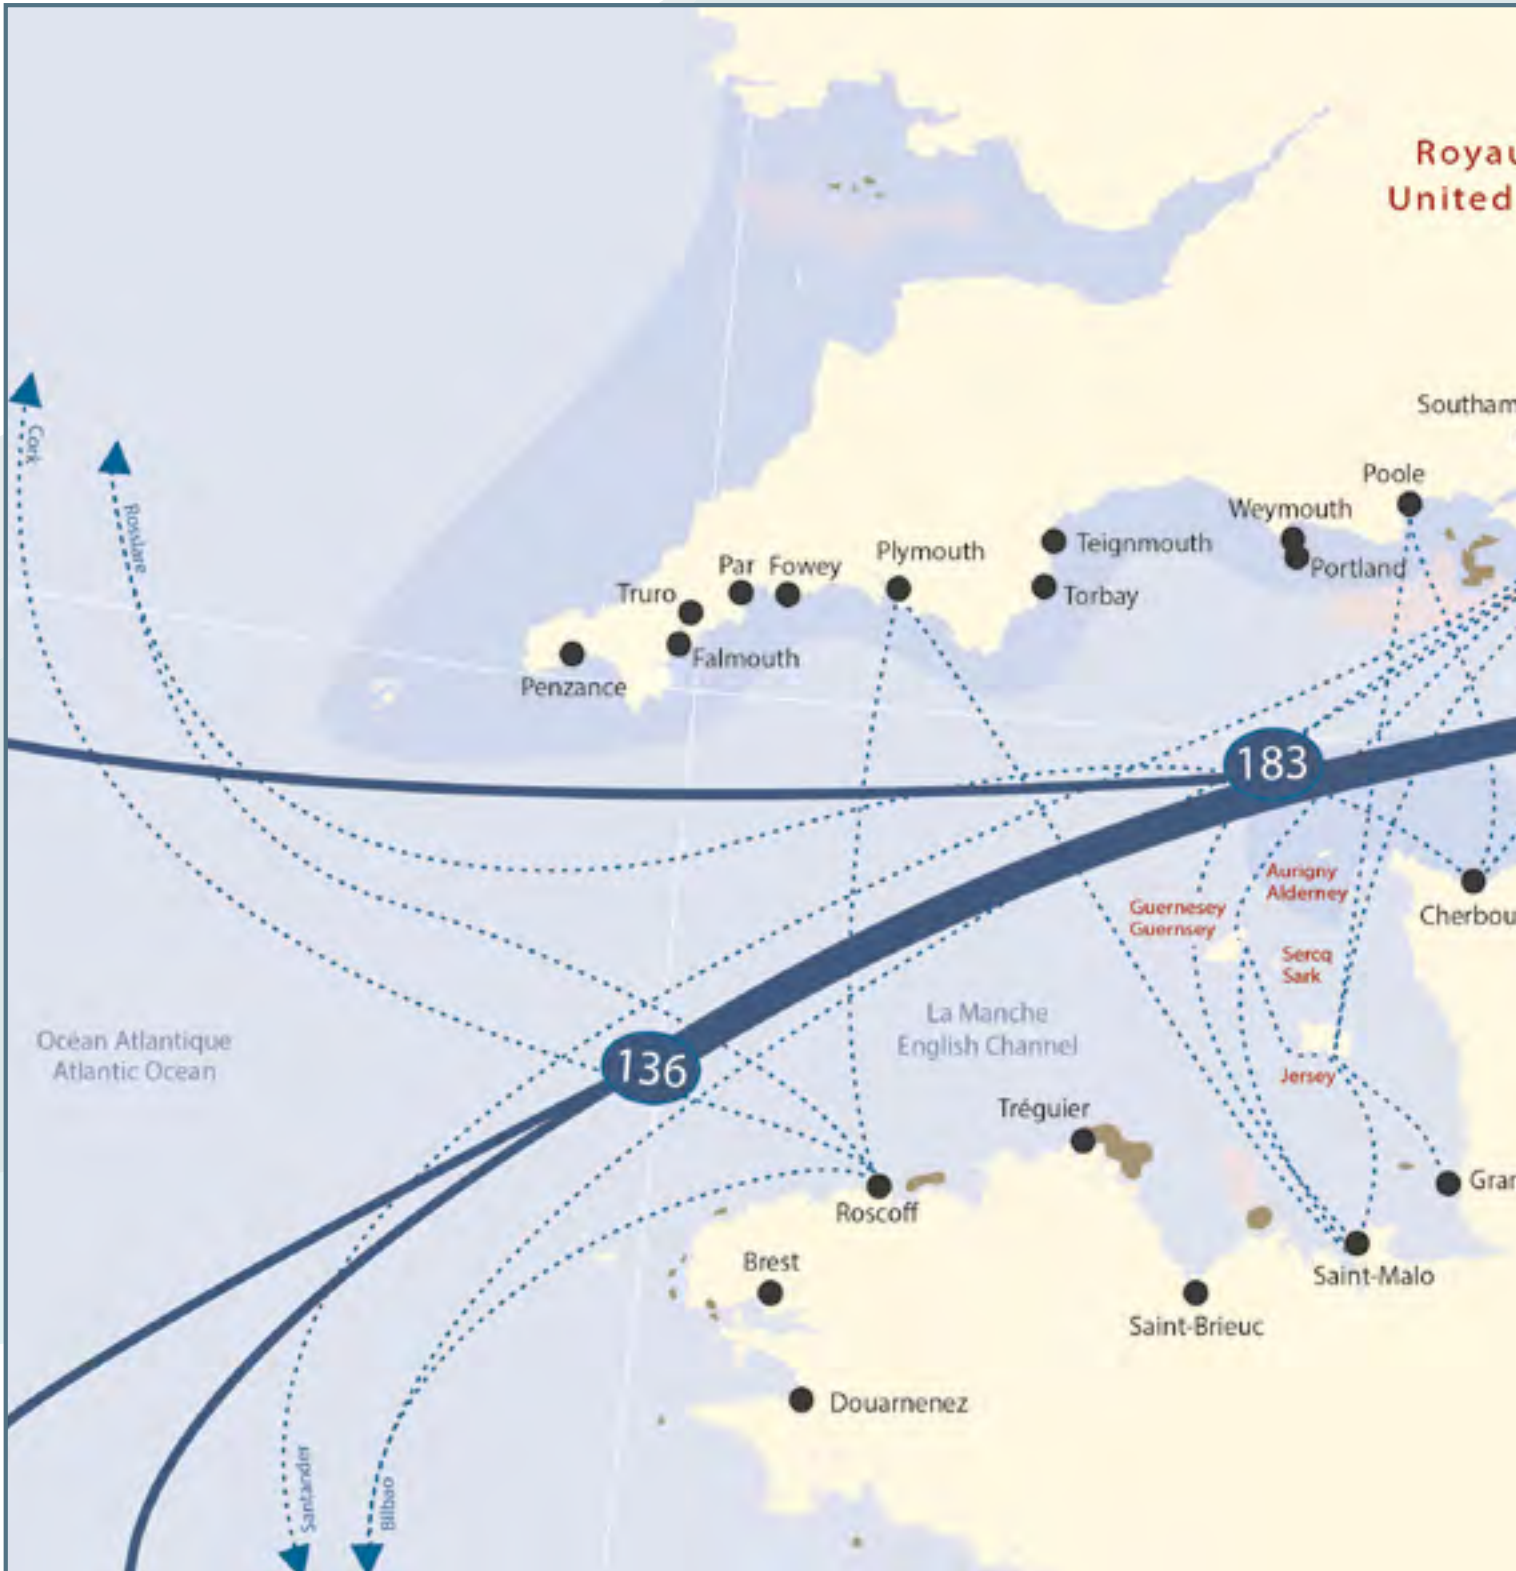 Royau
United
Cork
Southam
Poole
Rosslare
Weymouth
Plymouth
Teignmouth
Par
Fowey
Portland
Truro
Torbay
Falmouth
Penzance
183
Aurigny
Alderney
Guernesey
Guernsey
Cherbou
Sercq
Sark
La Manche
English Channel
Océan Atlantique
Atlantic Ocean
136
Jersey
Tréguier
Gran
Roscoff
Brest
Saint-Malo
Saint-Brieuc
Douarnenez
Santander
Bilbao